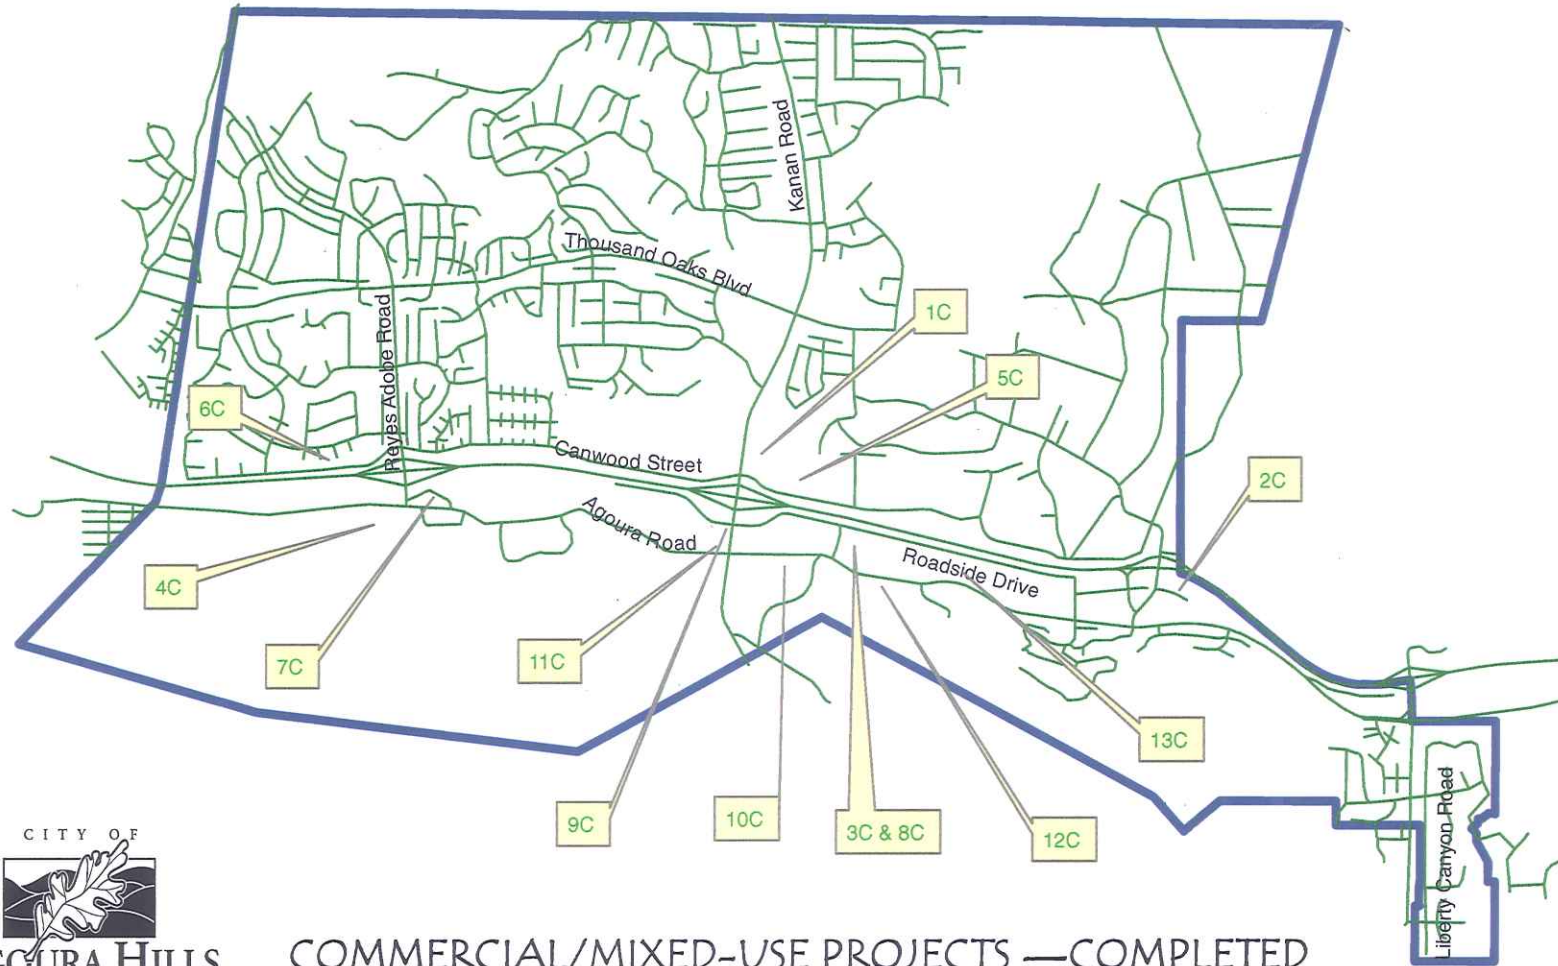 Kanan Road
Thousand Oaks Blvd
1C
Reyes Adobe Road
5C
6C
Canwood Street
2C
Agoura Road
Roadside Drive
4C
7C
11C
13C
9C
10C
3C & 8C
12C
Liberty Canyon Road
CITY OF
HILLS
COMMERCIAL/MIXED-USE PROJECTS —COMPLETED